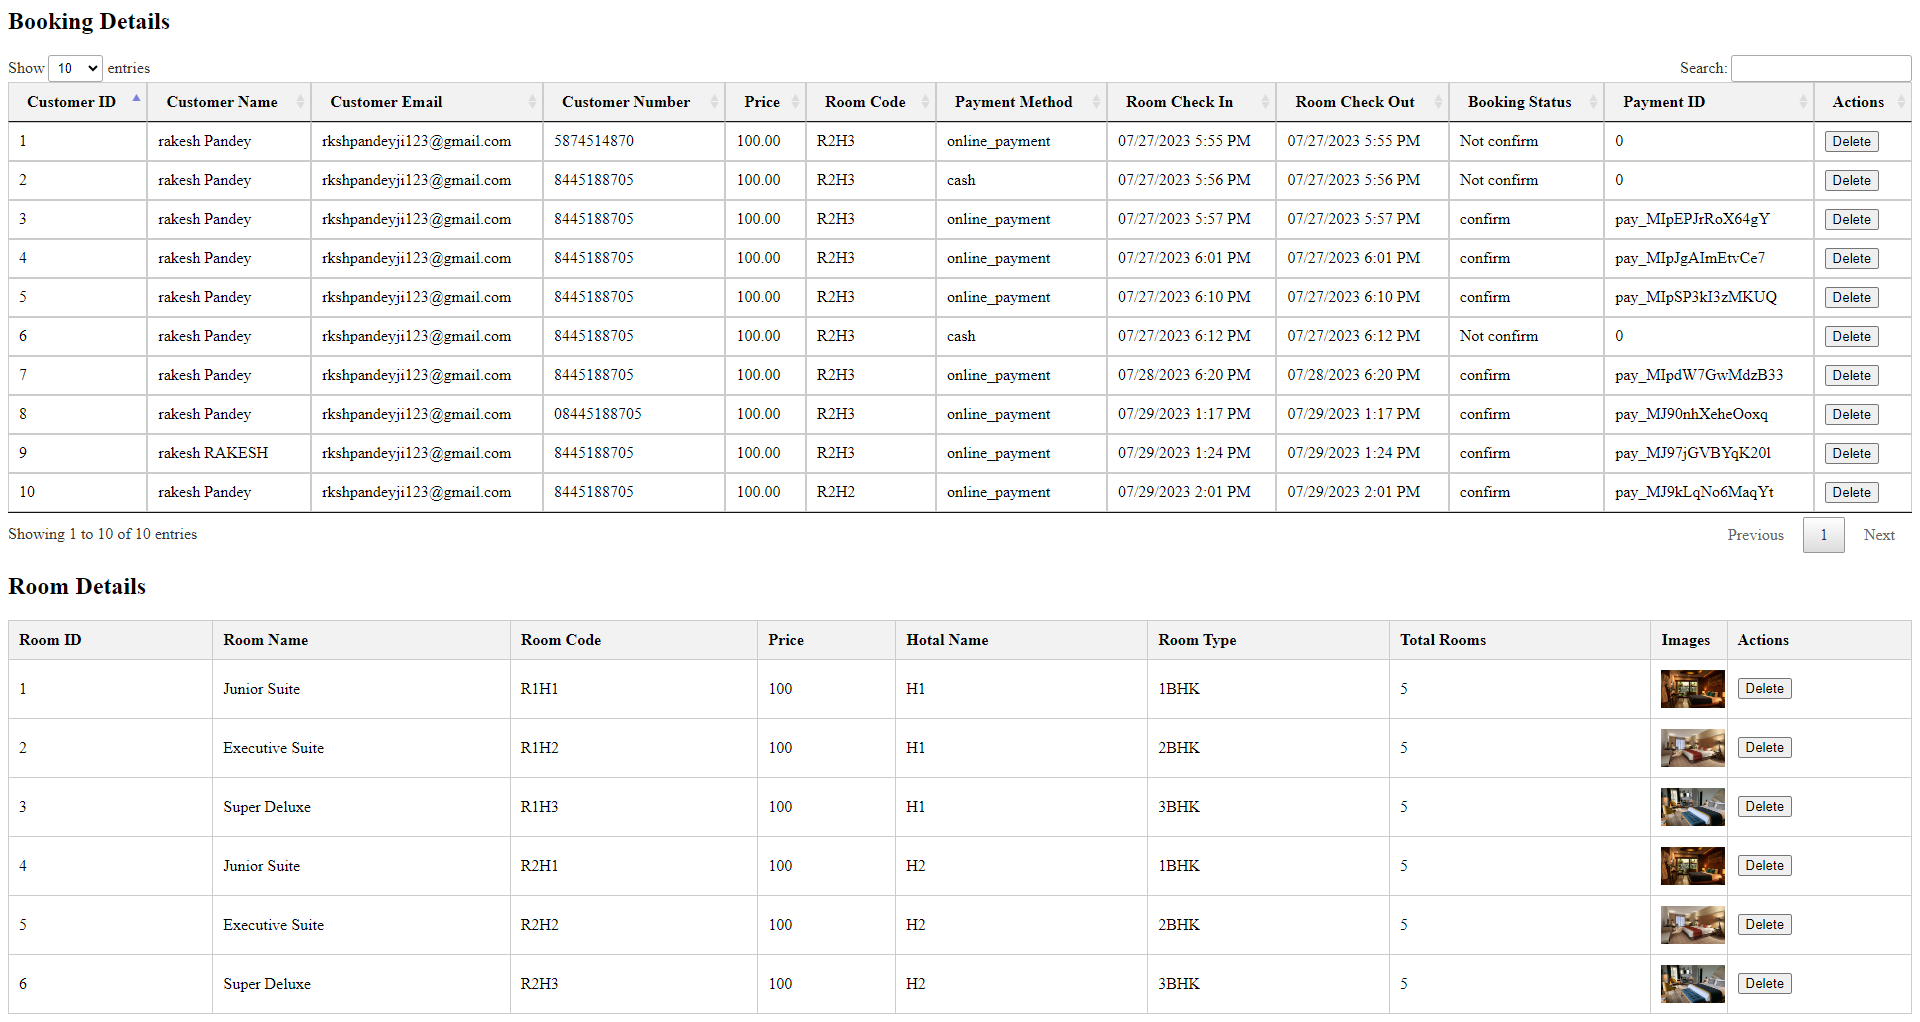 Booking Details
Show 10 entries Search:
Customer ID Customer Name Customer Email Customer Number Price Room Code Payment Method Room Check In Room Check Out Booking Status Payment ID Actions
1 rakesh Pandey rkshpandeyji123@gmail.com 5874514870 100.00 R2H3 online_payment 07/27/2023 5:55 PM 07/27/2023 5:55 PM Not confirm 0 Delete
2 rakesh Pandey rkshpandeyji123@gmail.com 8445188705 100.00 R2H3 cash 07/27/2023 5:56 PM 07/27/2023 5:56 PM Not confirm 0 Delete
3 rakesh Pandey rkshpandeyji123@gmail.com 8445188705 100.00 R2H3 online_payment 07/27/2023 5:57 PM 07/27/2023 5:57 PM confirm pay_MIpEPJrRoX64gY Delete
4 rakesh Pandey rkshpandeyji123@gmail.com 8445188705 100.00 R2H3 online_payment 07/27/2023 6:01 PM 07/27/2023 6:01 PM confirm pay_MIpJgAImEtvCe7 Delete
5 rakesh Pandey rkshpandeyji123@gmail.com 8445188705 100.00 R2H3 online_payment 07/27/2023 6:10 PM 07/27/2023 6:10 PM confirm pay_MIpSP3kI3zMKUQ Delete
6 rakesh Pandey rkshpandeyji123@gmail.com 8445188705 100.00 R2H3 cash 07/27/2023 6:12 PM 07/27/2023 6:12 PM Not confirm 0 Delete
7 rakesh Pandey rkshpandeyji123@gmail.com 8445188705 100.00 R2H3 online_payment 07/28/2023 6:20 PM 07/28/2023 6:20 PM confirm pay_MIpdW7GwMdzB33 Delete
8 rakesh Pandey rkshpandeyji123@gmail.com 08445188705 100.00 R2H3 online_payment 07/29/2023 1:17 PM 07/29/2023 1:17 PM confirm pay_MJ90nhXeheOoxq Delete
9 rakesh RAKESH rkshpandeyji123@gmail.com 8445188705 100.00 R2H3 online_payment 07/29/2023 1:24 PM 07/29/2023 1:24 PM confirm pay_MJ97jGVBYqK20l Delete
10 rakesh Pandey rkshpandeyji123@gmail.com 8445188705 100.00 R2H2 online_payment 07/29/2023 2:01 PM 07/29/2023 2:01 PM confirm pay_MJ9kLqNo6MaqYt Delete
Showing 1 to 10 of 10 entries Previous 1 Next
Room Details
Room ID Room Name Room Code Price Hotal Name Room Type Total Rooms Images Actions
1 Junior Suite R1H1 100 H1 1BHK 5 Delete
2 Executive Suite R1H2 100 H1 2BHK 5 Delete
3 Super Deluxe R1H3 100 H1 3BHK 5 Delete
4 Junior Suite R2H1 100 H2 1BHK 5 Delete
5 Executive Suite R2H2 100 H2 2BHK 5 Delete
6 Super Deluxe R2H3 100 H2 3BHK 5 Delete